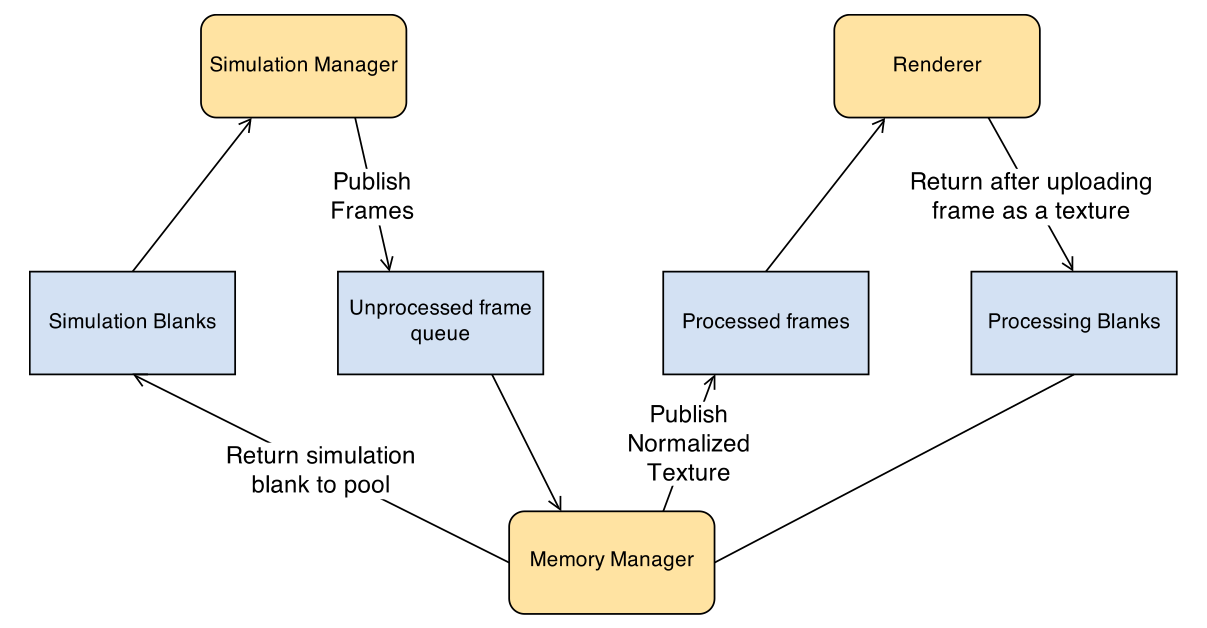 Simulation Manager
Renderer
Publish
Frames
Return after uploading
frame as a texture
Simulation Blanks
Unprocessed frame
queue
Processed frames
Processing Blanks
Publish
Normalized
Texture
Return simulation
blank to pool
Memory Manager